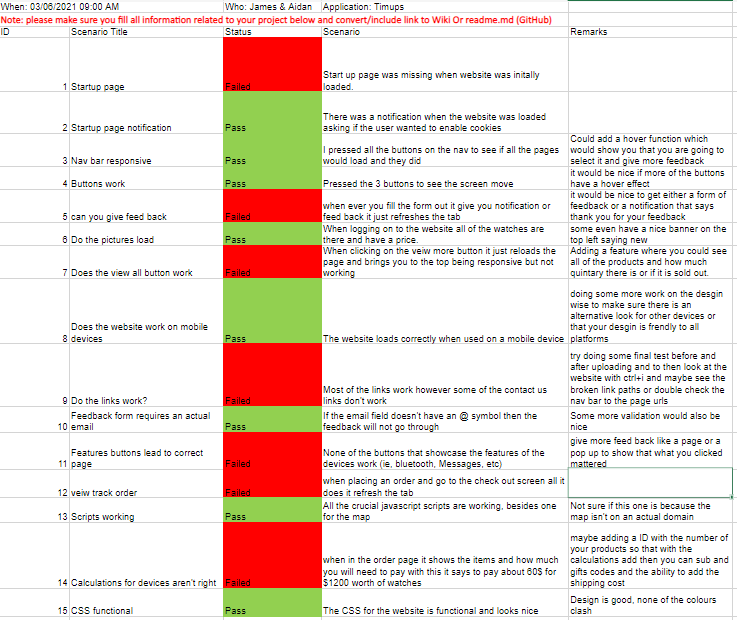 When: 03/06/2021 09:00 AM Who: James & Aidan Application: Timups
Note: please make sure you fill all information related to your project below and convert/include link to Wiki Or readme.md (GitHub)
ID Scenario Title Status Scenario Remarks
1 Startup page Failed Start up page was missing when website was initally
loaded.
2 Startup page notification Pass There was a notification when the website was loaded
asking if the user wanted to enable cookies
3 Nav bar responsive Pass I pressed all the buttons on the nav to see if all the pages
would load and they did
Could add a hover function which
would show you that you are going to
select it and give more feedback
4 Buttons work Pass Pressed the 3 buttons to see the screen move
it would be nice if more of the buttons
have a hover effect
5 can you give feed back Failed when ever you fill the form out it give you notification or
feed back it just refreshes the tab
it would be nice to get either a form of
feedback or a notification that says
thank you for your feedback
6 Do the pictures load Pass When logging on to the website all of the watches are
there and have a price.
some even have a nice banner on the
top left saying new
7 Does the view all button work Failed When clicking on the veiw more button it just reloads the
page and brings you to the top being responsive but not
working
Adding a feature where you could see
all of the products and how much
quintary there is or if it is sold out.
8 Does the website work on mobile
devices Pass The website loads correctly when used on a mobile device
doing some more work on the desgin
wise to make sure there is an
alternative look for other devices or
that your desgin is frendly to all
platforms
9 Do the links work? Failed Most of the links work however some of the contact us
links don't work
try doing some final test before and
after uploading and to then look at the
website with ctrl+i and maybe see the
broken link paths or double check the
nav bar to the page urls
10 Feedback form requires an actual
email Pass If the email field doesn't have an @ symbol then the
feedback will not go through
Some more validation would also be
nice
11 Features buttons lead to correct
page Failed None of the buttons that showcase the features of the
devices work (ie, bluetooth, Messages, etc)
give more feed back like a page or a
pop up to show that what you clicked
mattered
12 veiw track order Failed when placing an order and go to the check out screen all it
does it refresh the tab
13 Scripts working Pass All the crucial javascript scripts are working, besides one
for the map
Not sure if this one is because the
map isn't on an actual domain
14 Calculations for devices aren't right Failed when in the order page it shows the items and how much
you will need to pay with this it says to pay about 60$ for
$1200 worth of watches
maybe adding a ID with the number of
your products so that with the
calculations add then you can sub and
gifts codes and the ability to add the
shipping cost
15 CSS functional Pass The CSS for the website is functional and looks nice
Design is good, none of the colours
clash